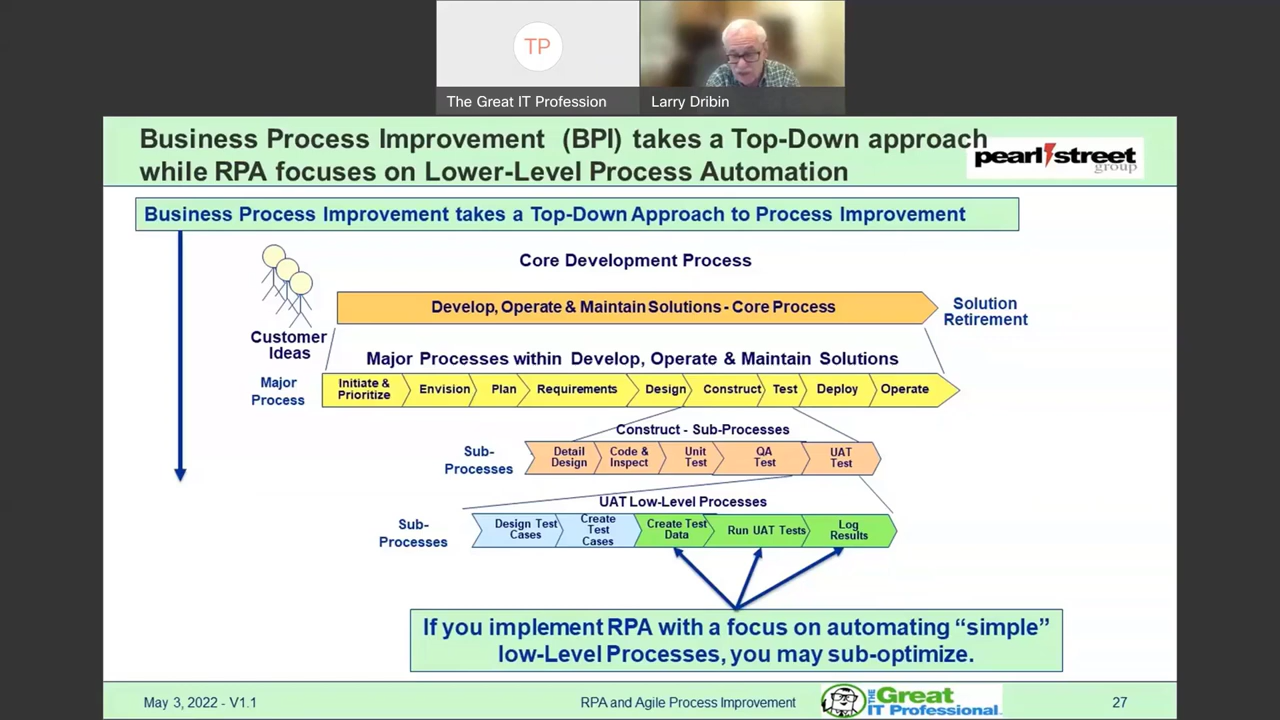 TP
The Great IT Profession
Larry Dribin
Business Process Improvement (BPI) takes a Top-Down approach
while RPA focuses on Lower-Level Process Automation
pearl street
group
Business Process Improvement takes a Top-Down Approach to Process Improvement
Core Development Process
Develop, Operate & Maintain Solutions - Core Process
Solution
Retirement
Customer
Ideas
Major Processes within Develop, Operate & Maintain Solutions
Major
Process
Initiate &
Prioritize
Envision
Plan
Requirements
Design
Construct
Test
Deploy
Operate
Construct - Sub-Processes
Sub-
Processes
Detail
Design
Code &
Inspect
Unit
Test
QA
Test
UAT
Test
UAT Low-Level Processes
Sub-
Processes
Design Test
Cases
Create
Test
Cases
Create Test
Data
Run UAT Tests
Log
Results
If you implement RPA with a focus on automating “simple”
low-Level Processes, you may sub-optimize.
May 3, 2022 - V1.1
RPA and Agile Process Improvement
THE Great
IT Professional
27